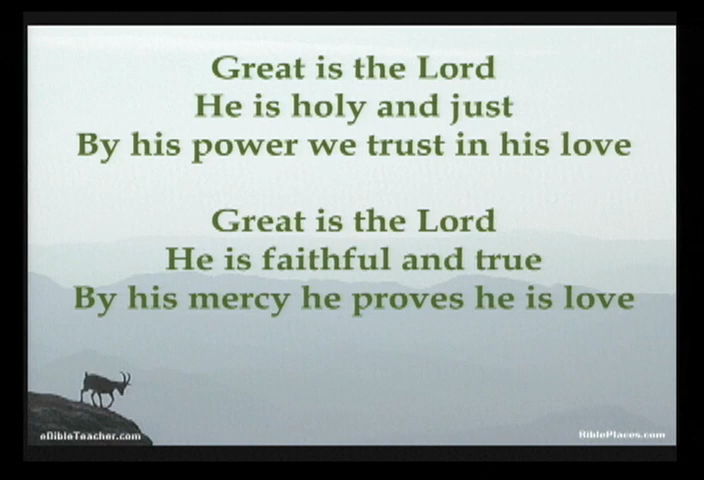 Great is the Lord
He is holy and just
By his power we trust in his love
Great is the Lord
He is faithful and true
By his mercy he proves he is love
eBibleTeacher.com
BiblePlaces.com